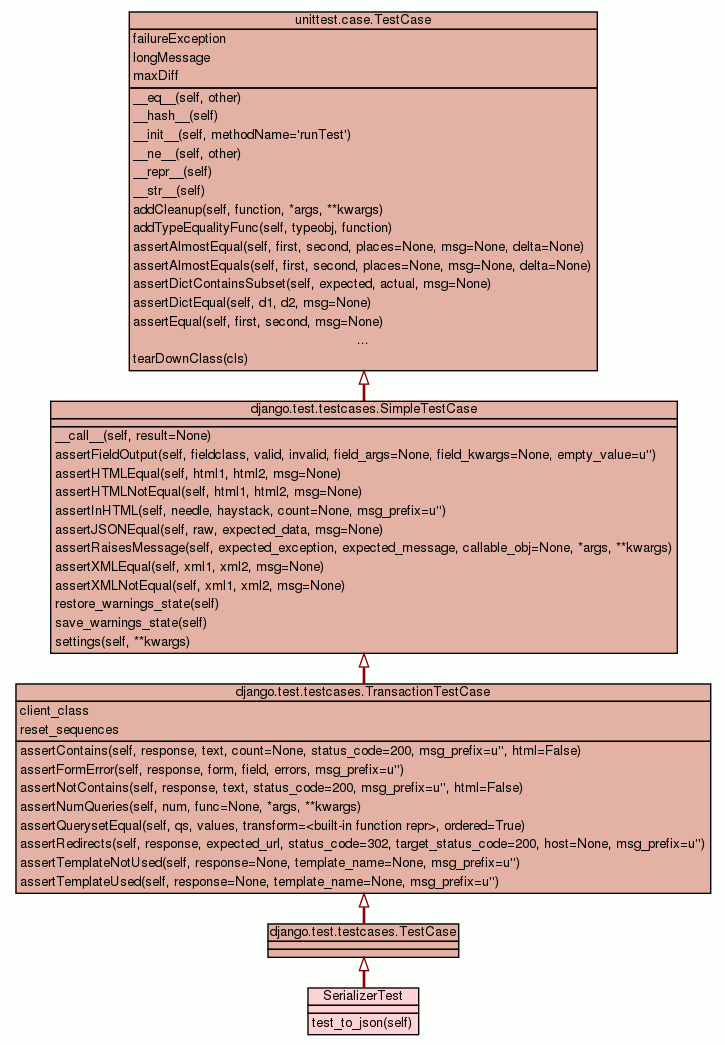 unittest.case.TestCase
failureException
longMessage
maxDiff
__eq__(self, other)
__hash__(self)
__init__(self, methodName='runTest')
__ne__(self, other)
__repr__(self)
__str__(self)
addCleanup(self, function, *args, **kwargs)
addTypeEqualityFunc(self, typeobj, function)
assertAlmostEqual(self, first, second, places=None, msg=None, delta=None)
assertAlmostEquals(self, first, second, places=None, msg=None, delta=None)
assertDictContainsSubset(self, expected, actual, msg=None)
assertDictEqual(self, d1, d2, msg=None)
assertEqual(self, first, second, msg=None)
...
tearDownClass(cls)
django.test.testcases.SimpleTestCase
__call__(self, result=None)
assertFieldOutput(self, fieldclass, valid, invalid, field_args=None, field_kwargs=None, empty_value=u'')
assertHTMLEqual(self, html1, html2, msg=None)
assertHTMLNotEqual(self, html1, html2, msg=None)
assertInHTML(self, needle, haystack, count=None, msg_prefix=u'')
assertJSONEqual(self, raw, expected_data, msg=None)
assertRaisesMessage(self, expected_exception, expected_message, callable_obj=None, *args, **kwargs)
assertXMLEqual(self, xml1, xml2, msg=None)
assertXMLNotEqual(self, xml1, xml2, msg=None)
restore_warnings_state(self)
save_warnings_state(self)
settings(self, **kwargs)
django.test.testcases.TransactionTestCase
client_class
reset_sequences
assertContains(self, response, text, count=None, status_code=200, msg_prefix=u'', html=False)
assertFormError(self, response, form, field, errors, msg_prefix=u'')
assertNotContains(self, response, text, status_code=200, msg_prefix=u'', html=False)
assertNumQueries(self, num, func=None, *args, **kwargs)
assertQuerysetEqual(self, qs, values, transform=&lt;built-in function repr&gt;, ordered=True)
assertRedirects(self, response, expected_url, status_code=302, target_status_code=200, host=None, msg_prefix=u'')
assertTemplateNotUsed(self, response=None, template_name=None, msg_prefix=u'')
assertTemplateUsed(self, response=None, template_name=None, msg_prefix=u'')
django.test.testcases.TestCase
SerializerTest
test_to_json(self)